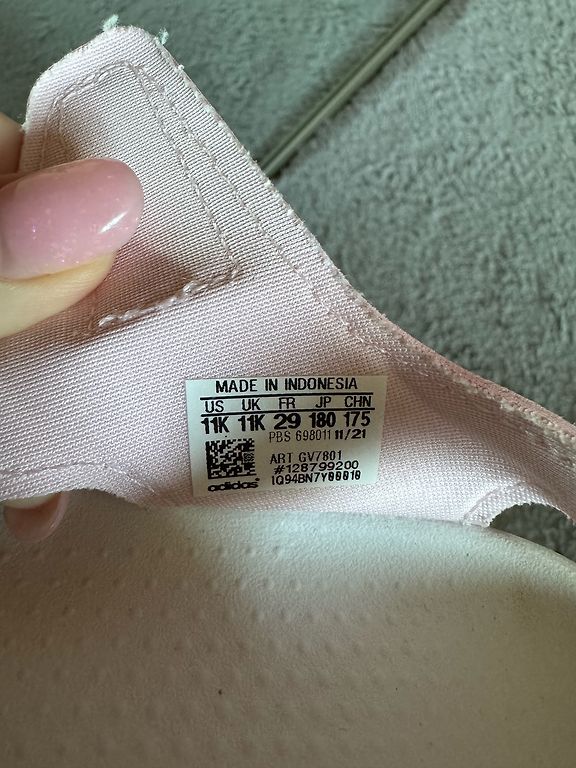 MADE IN INDONESIA
US UK FR JP CHN
11K 11K 29 180 175
PBS 698011 11/21
ART GV7801
#128799200
adidas 1Q94BN7Y00010